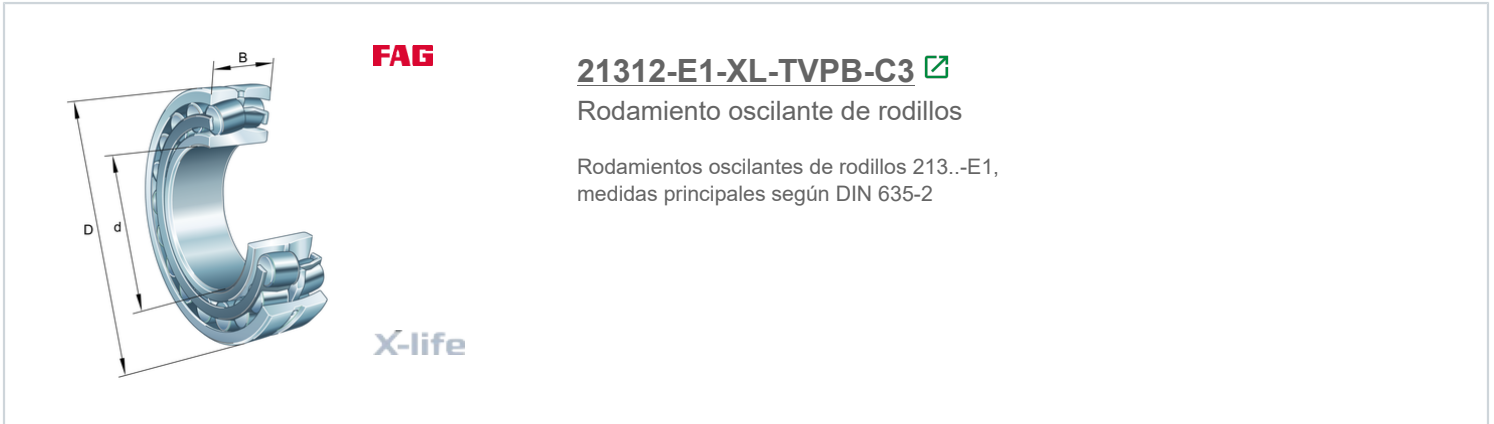 B
D
d
FAG
X-life
21312-E1-XL-TVPB-C3
Rodamiento oscilante de rodillos
Rodamientos oscilantes de rodillos 213..-E1,
medidas principales según DIN 635-2